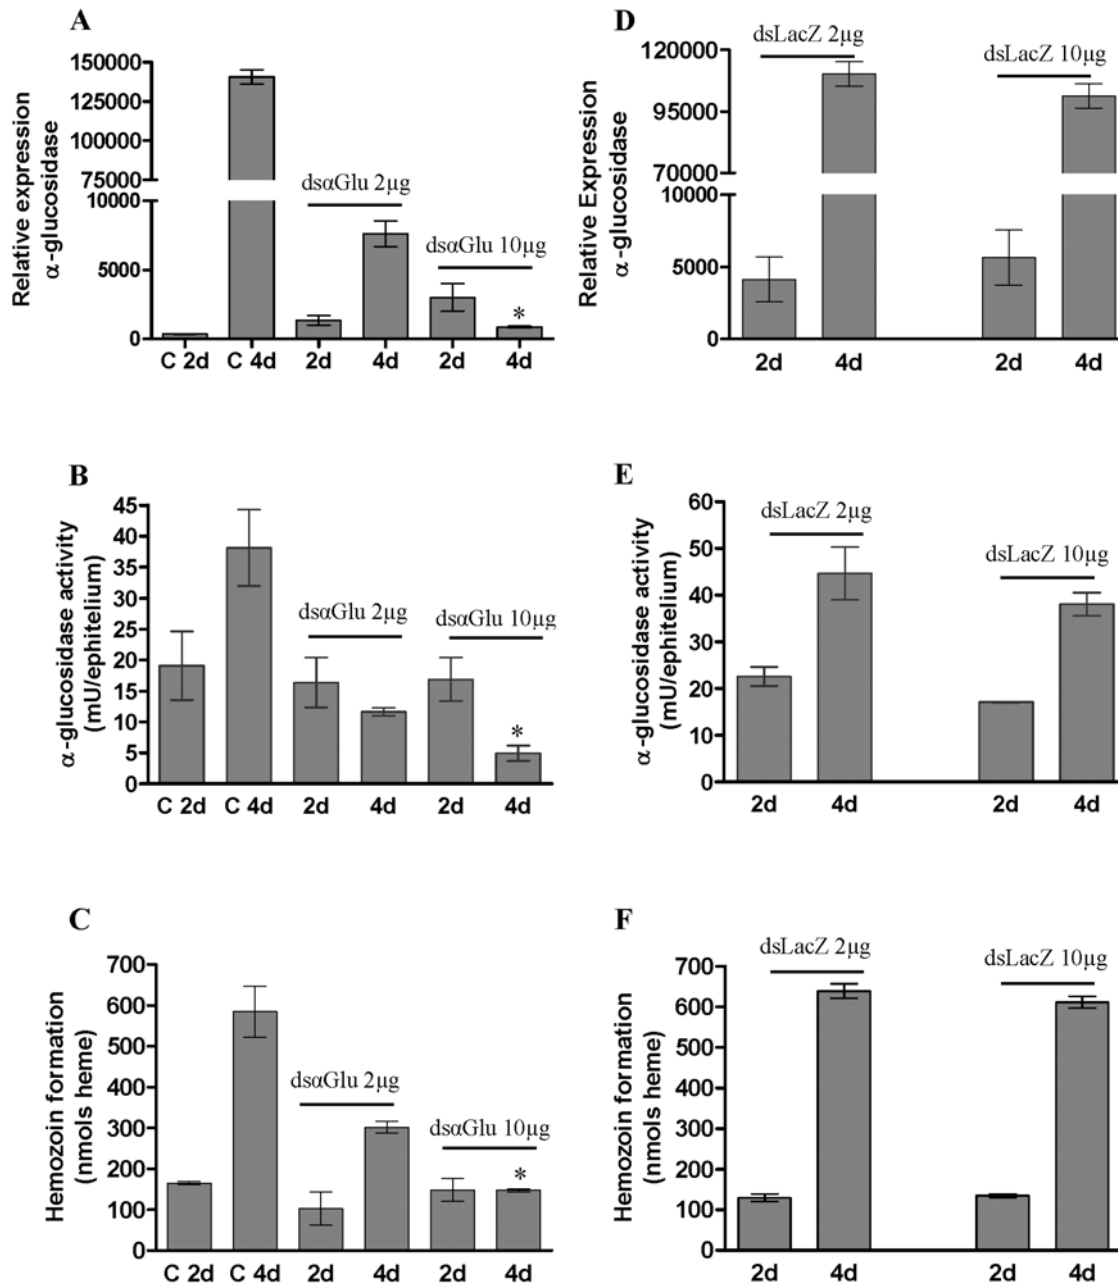 A
Relative expression
α-glucosidase
150000
125000
100000
75000
10000
5000
0
dsαGlu 2µg
dsαGlu 10µg
*
C 2d C 4d 2d 4d 2d 4d
D
Relative Expression
α-glucosidase
120000
95000
70000
10000
5000
0
dsLacZ 2µg
dsLacZ 10µg
2d 4d 2d 4d
B
α-glucosidase activity
(mU/ephitelium)
45
40
35
30
25
20
15
10
5
0
dsαGlu 2µg
dsαGlu 10µg
*
C 2d C 4d 2d 4d 2d 4d
E
α-glucosidase activity
(mU/ephitelium)
60
50
40
30
20
10
0
dsLacZ 2µg
dsLacZ 10µg
2d 4d 2d 4d
C
Hemozoin formation
(nmols heme)
700
600
500
400
300
200
100
0
dsαGlu 2µg
dsαGlu 10µg
*
C 2d C 4d 2d 4d 2d 4d
F
Hemozoin formation
(nmols heme)
700
600
500
400
300
200
100
0
dsLacZ 2µg
dsLacZ 10µg
2d 4d 2d 4d